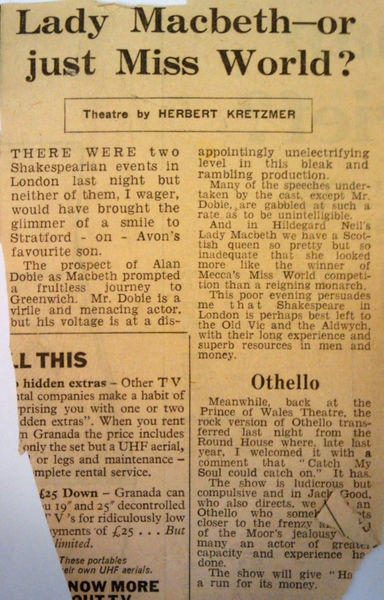 Lady Macbeth—or
just Miss World?
Theatre by HERBERT KRETZMER
THERE WERE two
Shakespearian events in
London last night but
neither of them, I wager,
would have brought the
glimmer of a smile to
Stratford - on - Avon's
favourite son.
The prospect of Alan
Dobie as Macbeth prompted
a fruitless journey to
Greenwich. Mr. Dobie is a
virile and menacing actor,
but his voltage is at a dis-
appointingly unelectrifying
level in this bleak and
rambling production.
Many of the speeches under-
taken by the cast, except Mr.
Dobie, are gabbled at such a
rate as to be unintelligible.
And in Hildegard Neil's
Lady Macbeth we have a Scot-
tish queen so pretty but so
inadequate that she looked
more like the winner of
Mecca's Miss World competi-
tion than a reigning monarch.
This poor evening persuades
me that Shakespeare in
London is perhaps best left to
the Old Vic and the Aldwych,
with their long experience and
superb resources in men and
money.
Othello
Meanwhile, back at the
Prince of Wales Theatre, the
rock version of Othello trans-
ferred last night from the
Round House where, late last
year, I welcomed it with a
comment that "Catch My
Soul could catch on." It has.
The show is ludicrous but
compulsive and in Jack Good,
who also directs, we
an Othello who some
closer to the frenzy
of the Moor's jealousy
many an actor of greater
capacity and experience
done.
The show will give
a run for its money.
LL THIS
hidden extras – Other TV
ntal companies make a habit of
prising you with one or two
dden extras". When you rent
m Granada the price includes
only the set but a UHF aerial,
or legs and maintenance –
mplete rental service.
£25 Down – Granada can
u 19" and 25" decontrolled
TV's for ridiculously low
yments of £25 . . . But
limited.
These portables
heir own UHF aerials.
NOW MORE
OUT TV